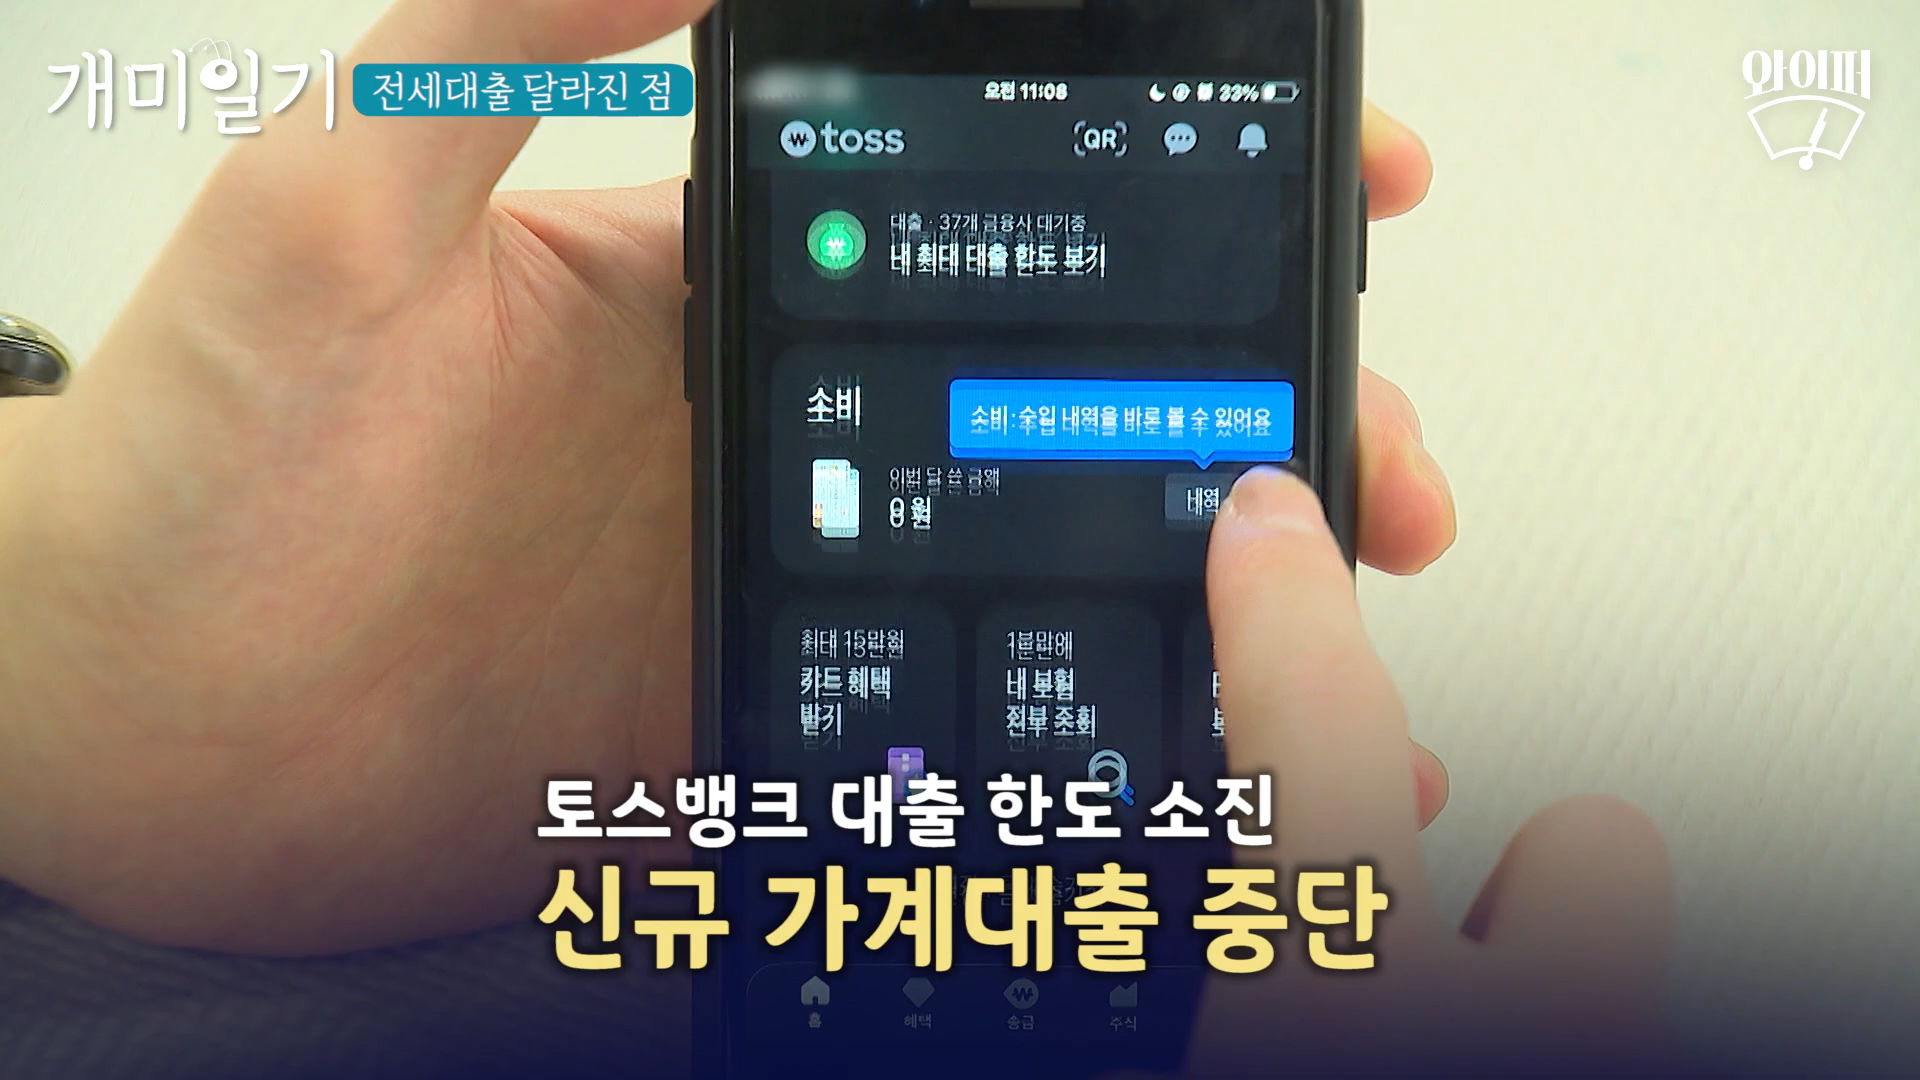 개미일기 전세대출 달라진 점
와이퍼
오전 11:08
33%
toss
QR
대출 · 37개 금융사 대기중
내 최대 대출 한도 보기
소비
소비·수입 내역을 바로 볼 수 있어요
이번 달 쓴 금액
0원
내역
최대 15만원
카드 혜택
받기
1분만에
내 보험
전부 조회
토스뱅크 대출 한도 소진
신규 가계대출 중단
홈
혜택
송금
주식